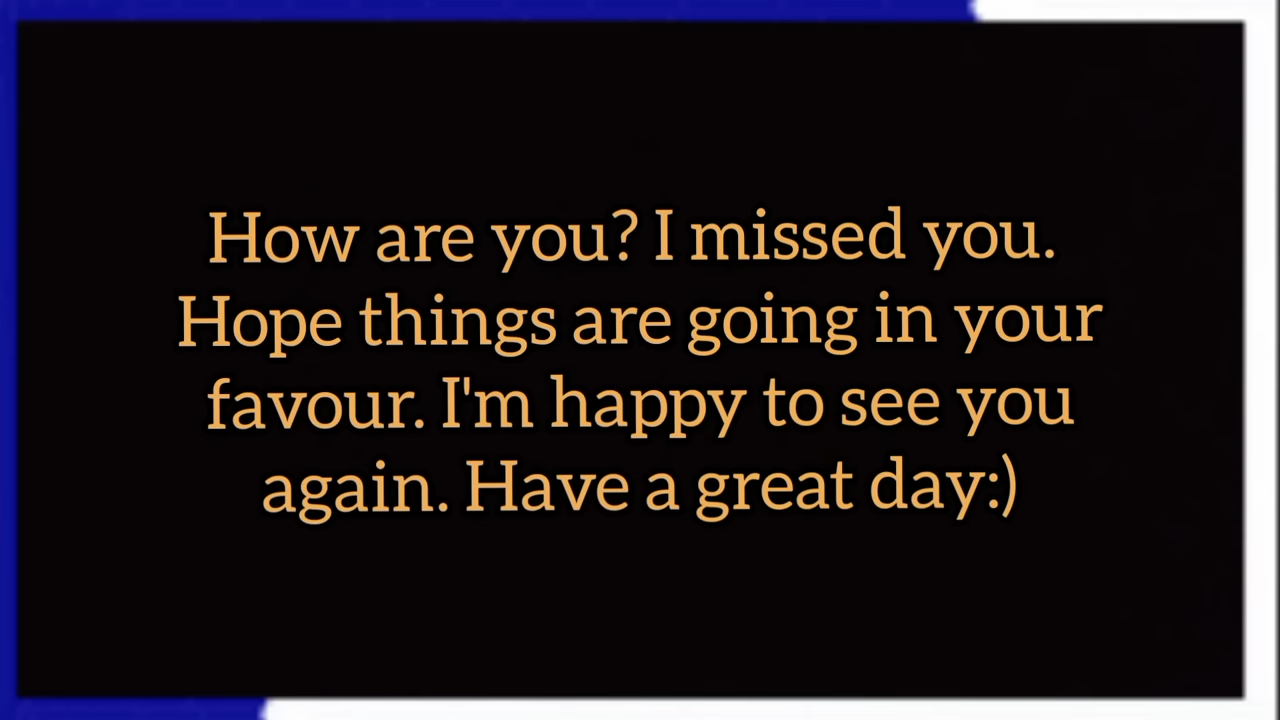 How are you? I missed you.
Hope things are going in your
favour. I'm happy to see you
again. Have a great day:)